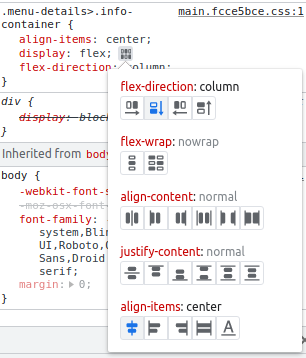 .menu-details>.info- main.fcce5bce.css:1
container {
align-items: center;
display: flex;
flex-direction: column;
}
div {
display: bloc
}
Inherited from body
body {
-webkit-font-s
-moz-osx-font-
font-family:
system,Blin
UI,Roboto,O
Sans,Droid
serif;
margin: 0;
}
flex-direction: column
flex-wrap: nowrap
align-content: normal
justify-content: normal
align-items: center
A